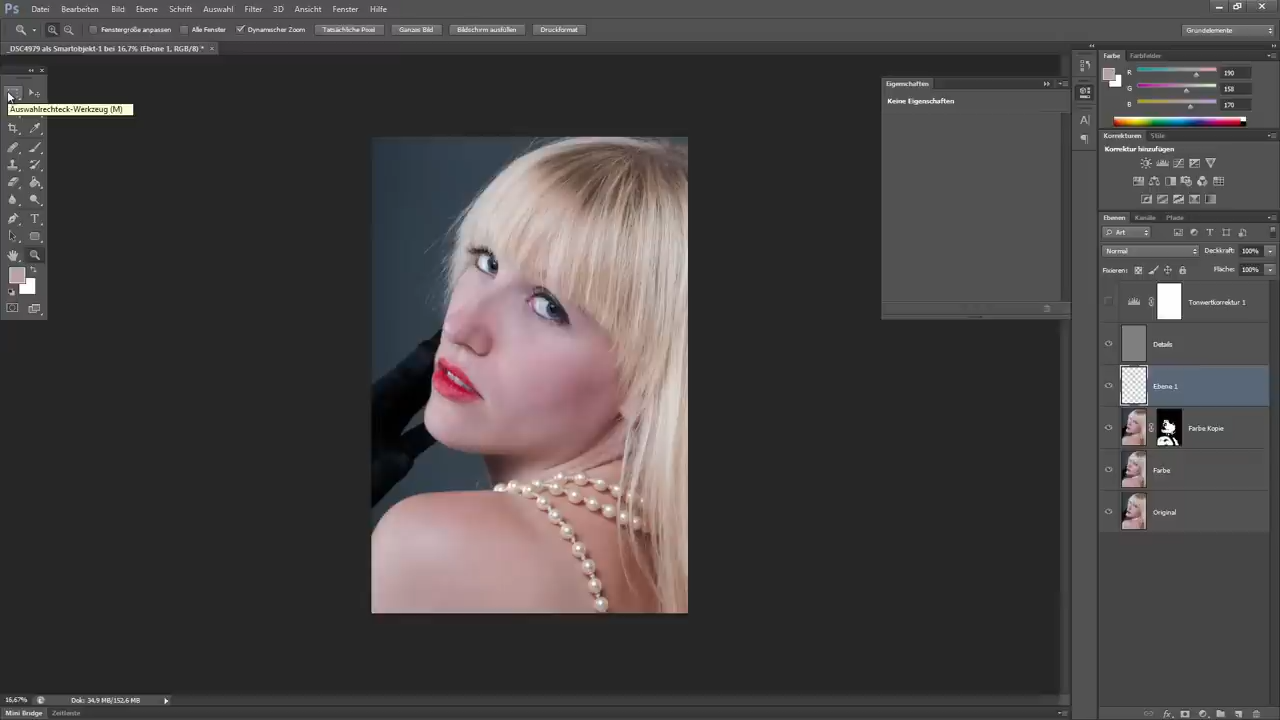 Ps Datei Bearbeiten Bild Ebene Schrift Auswahl Filter 3D Ansicht Fenster Hilfe
Fenstergröße anpassen Alle Fenster Dynamischer Zoom Tatsächliche Pixel Ganzes Bild Bildschirm ausfüllen Druckformat Grundelemente
_DSC4979 als Smartobjekt-1 bei 16,7% (Ebene 1, RGB/8) * ×
Auswahlrechteck-Werkzeug (M)
Eigenschaften
Keine Eigenschaften
Farbe Farbfelder
R 190
G 158
B 170
Korrekturen Stile
Korrektur hinzufügen
Ebenen Kanäle Pfade
Art
Normal Deckkraft: 100%
Fixieren: Fläche: 100%
Tonwertkorrektur 1
Details
Ebene 1
Farbe Kopie
Farbe
Original
16,67% Dok: 34,9 MB/152,6 MB
Mini Bridge Zeitleiste